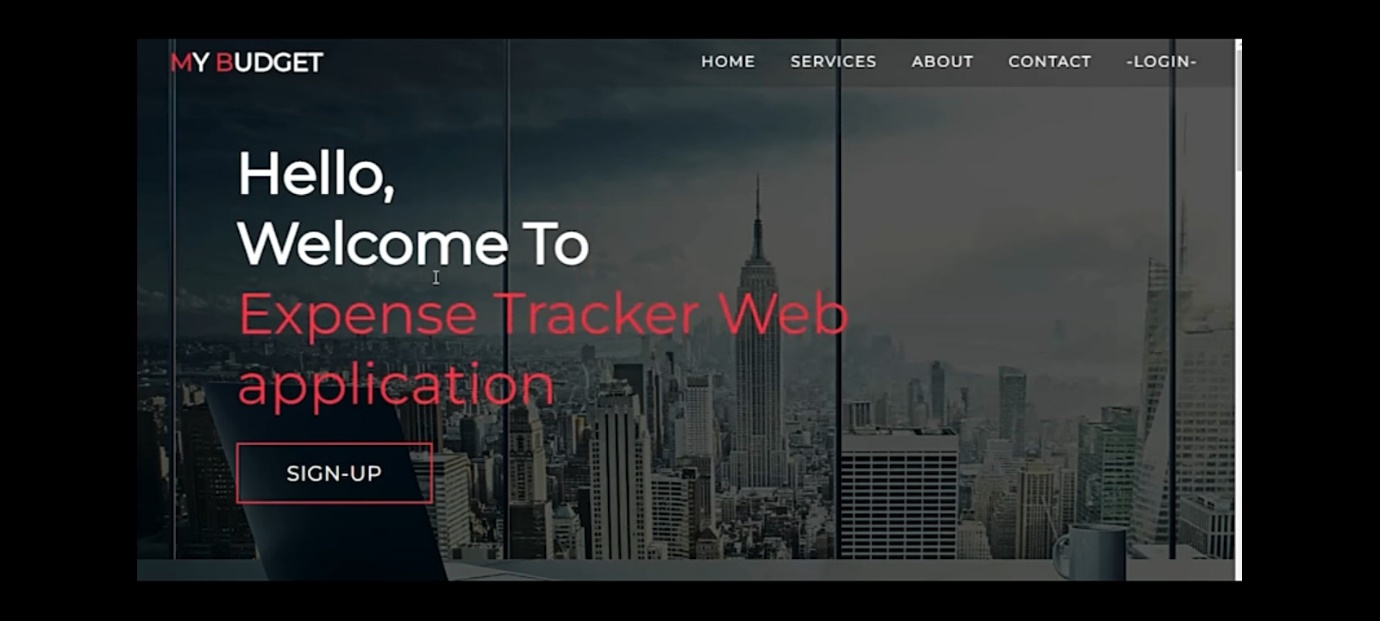 MY BUDGET
HOME SERVICES ABOUT CONTACT -LOGIN-
Hello,
Welcome To
Expense Tracker Web
application
SIGN-UP